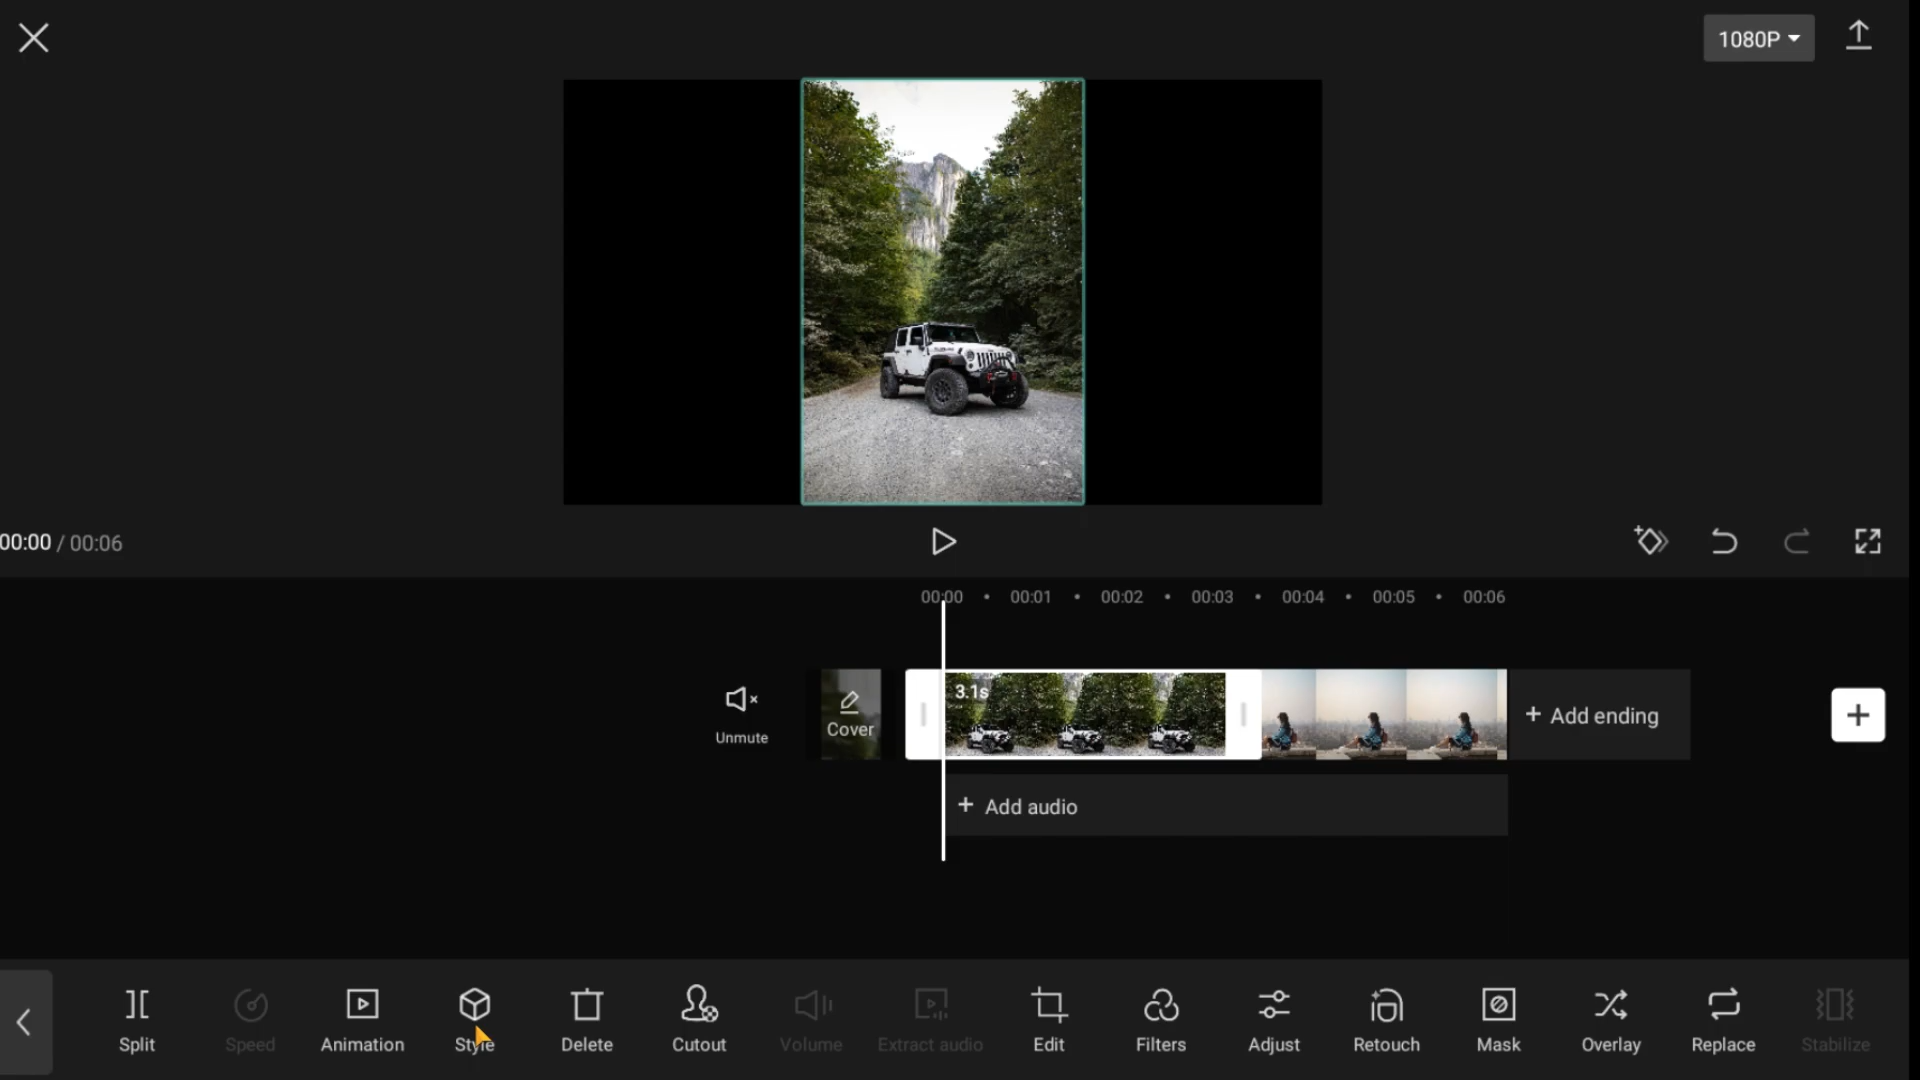 1080P
00:00 / 00:06
00:00 • 00:01 • 00:02 • 00:03 • 00:04 • 00:05 • 00:06
3.1s
Unmute
Cover
+ Add ending
+ Add audio
Split Speed Animation Style Delete Cutout Volume Extract audio Edit Filters Adjust Retouch Mask Overlay Replace Stabilize